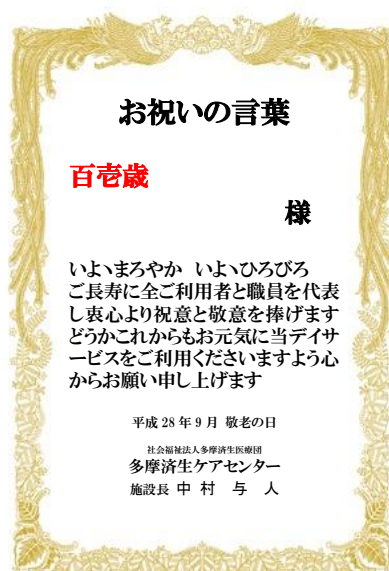 お祝いの言葉
百壱歳
様
いよヽまろやか　いよヽひろびろ
ご長寿に全ご利用者と職員を代表
し衷心より祝意と敬意を捧げます
どうかこれからもお元気に当デイサ
ービスをご利用くださいますよう心
からお願い申し上げます
平成 28 年 9 月 敬老の日
社会福祉法人多摩済生医療団
多摩済生ケアセンター
施設長 中 村　与　人